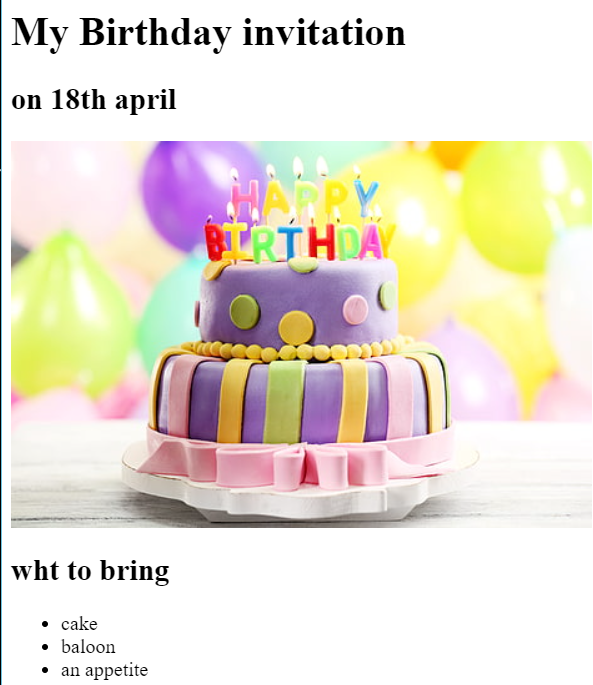 My Birthday invitation
on 18th april
HAPPY
BIRTHDAY
wht to bring
cake
baloon
an appetite